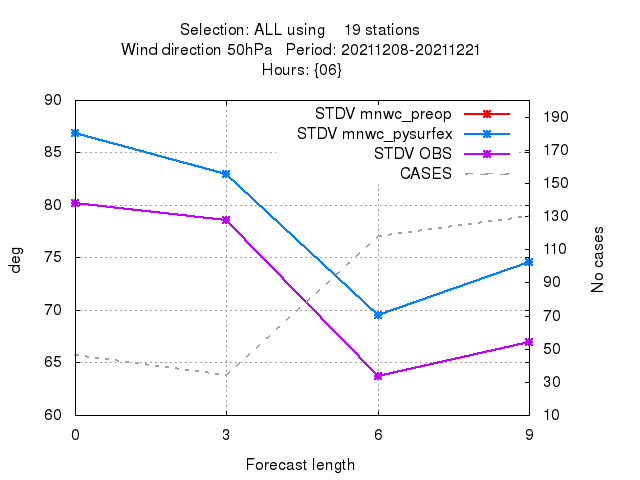 Selection: ALL using 19 stations
Wind direction 50hPa Period: 20211208-20211221
Hours: {06}
STDV mnwc_preop
STDV mnwc_pysurfex
STDV OBS
CASES
90
85
80
75
70
65
60
deg
190
170
150
130
110
90
70
50
30
10
No cases
0 3 6 9
Forecast length